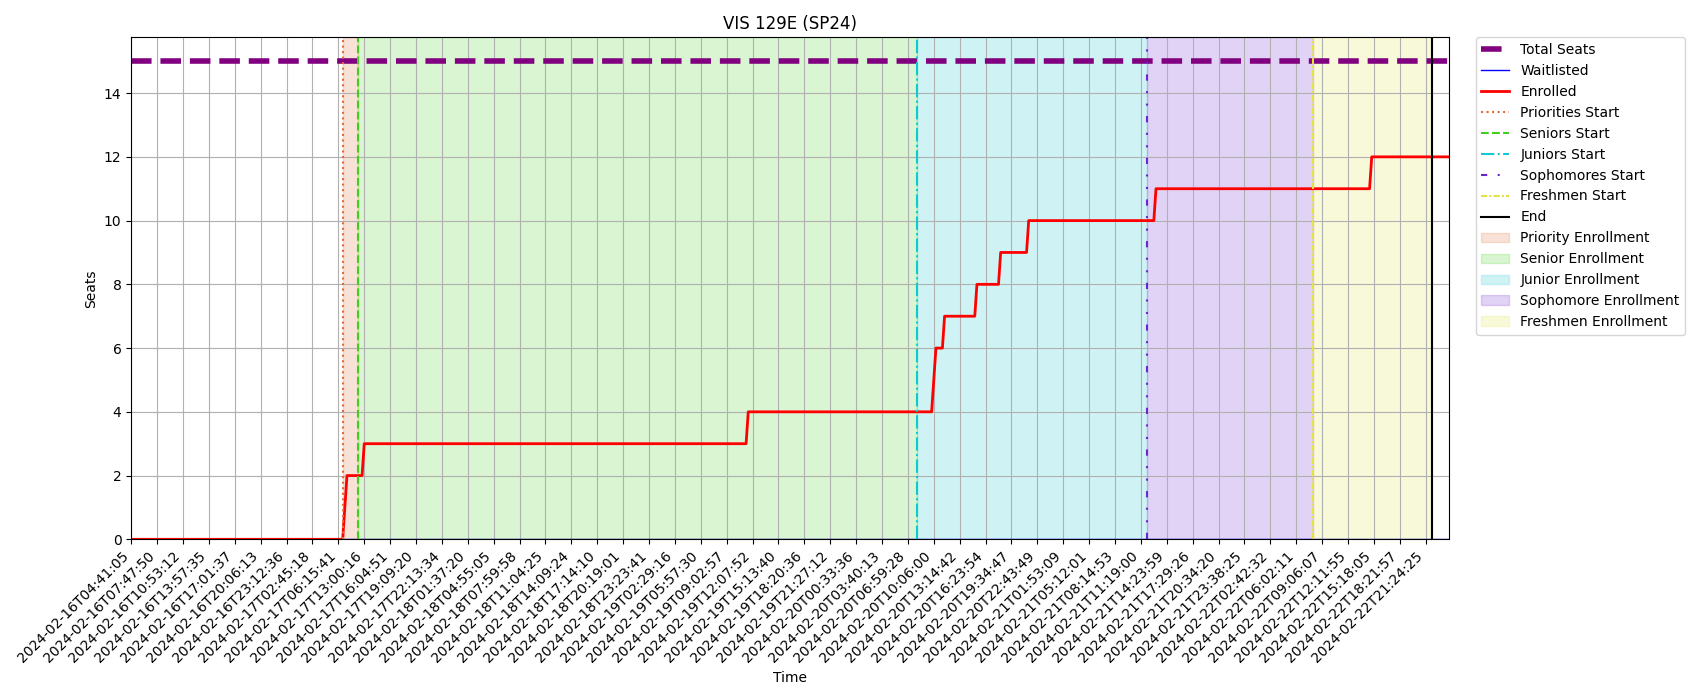 VIS 129E (SP24)
Seats
14
12
10
8
6
4
2
0
2024-02-16T04:41:05
2024-02-16T07:47:50
2024-02-16T10:53:12
2024-02-16T13:57:35
2024-02-16T17:01:37
2024-02-16T20:06:13
2024-02-16T23:12:36
2024-02-17T02:45:18
2024-02-17T06:15:41
2024-02-17T13:00:16
2024-02-17T16:04:51
2024-02-17T19:09:20
2024-02-17T22:13:34
2024-02-18T01:37:20
2024-02-18T04:55:05
2024-02-18T07:59:58
2024-02-18T11:04:25
2024-02-18T14:09:24
2024-02-18T17:14:10
2024-02-18T20:19:01
2024-02-18T23:23:41
2024-02-19T02:29:16
2024-02-19T05:57:30
2024-02-19T09:02:57
2024-02-19T12:07:52
2024-02-19T15:13:40
2024-02-19T18:20:36
2024-02-19T21:27:12
2024-02-20T00:33:36
2024-02-20T03:40:13
2024-02-20T06:59:28
2024-02-20T10:06:00
2024-02-20T13:14:42
2024-02-20T16:23:54
2024-02-20T19:34:47
2024-02-20T22:43:49
2024-02-21T01:53:09
2024-02-21T05:12:01
2024-02-21T08:14:53
2024-02-21T11:19:00
2024-02-21T14:23:59
2024-02-21T17:29:26
2024-02-21T20:34:20
2024-02-21T23:38:25
2024-02-22T02:42:32
2024-02-22T06:02:11
2024-02-22T09:06:07
2024-02-22T12:11:55
2024-02-22T15:18:05
2024-02-22T18:21:57
2024-02-22T21:24:25
Time
Total Seats
Waitlisted
Enrolled
Priorities Start
Seniors Start
Juniors Start
Sophomores Start
Freshmen Start
End
Priority Enrollment
Senior Enrollment
Junior Enrollment
Sophomore Enrollment
Freshmen Enrollment